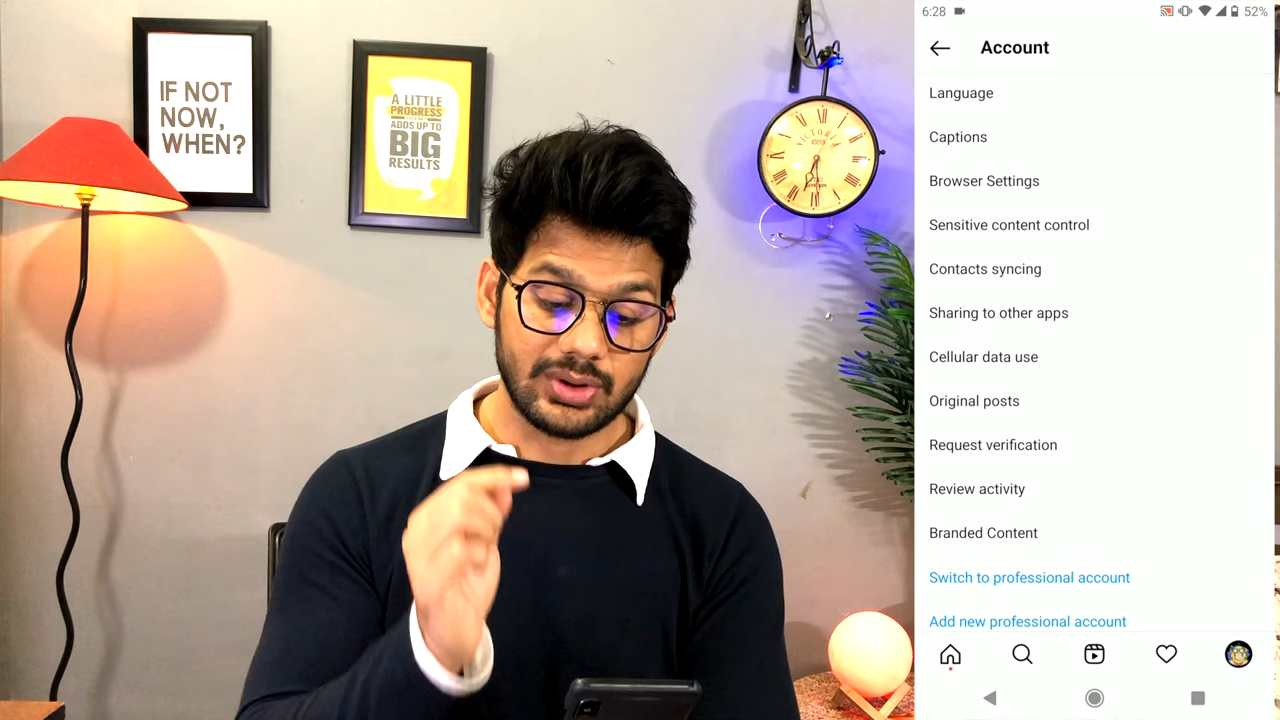 IF NOT
NOW,
WHEN?
A LITTLE
PROGRESS
ADDS UP TO
BIG
RESULTS
6:28
52%
Account
Language
Captions
Browser Settings
Sensitive content control
Contacts syncing
Sharing to other apps
Cellular data use
Original posts
Request verification
Review activity
Branded Content
Switch to professional account
Add new professional account